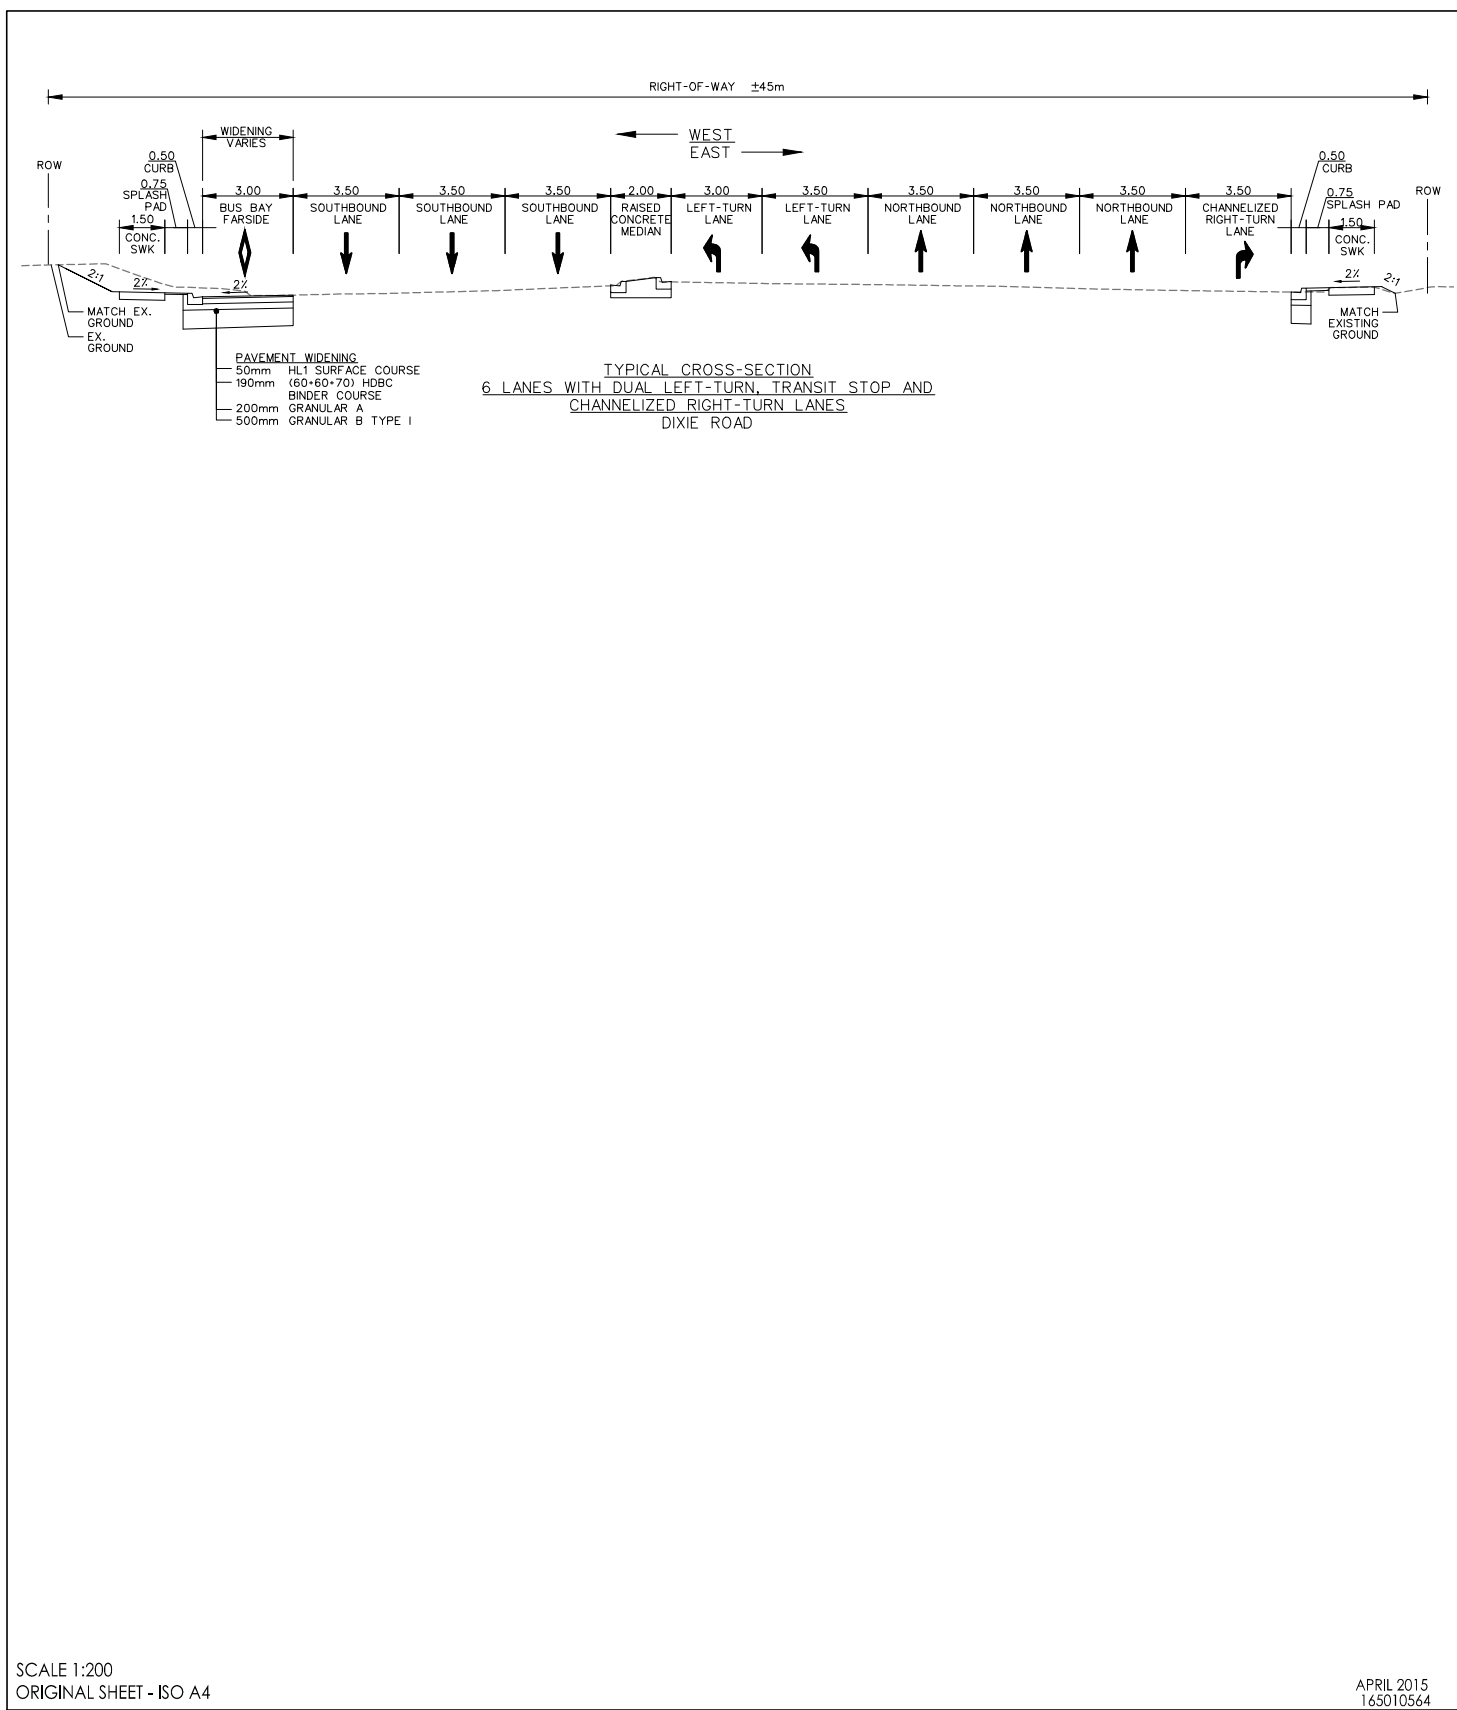 RIGHT-OF-WAY ±45m
WIDENING
VARIES
WEST
EAST
ROW
0.50
CURB
0.75
SPLASH
PAD
1.50
CONC.
SWK
3.00
BUS BAY
FARSIDE
3.50
SOUTHBOUND
LANE
3.50
SOUTHBOUND
LANE
3.50
SOUTHBOUND
LANE
2.00
RAISED
CONCRETE
MEDIAN
3.00
LEFT-TURN
LANE
3.50
LEFT-TURN
LANE
3.50
NORTHBOUND
LANE
3.50
NORTHBOUND
LANE
3.50
NORTHBOUND
LANE
3.50
CHANNELIZED
RIGHT-TURN
LANE
0.50
CURB
0.75
SPLASH PAD
1.50
CONC.
SWK
ROW
2:1
2%
2%
2%
2:1
MATCH EX.
GROUND
EX.
GROUND
MATCH
EXISTING
GROUND
PAVEMENT WIDENING
50mm HL1 SURFACE COURSE
190mm (60+60+70) HDBC
BINDER COURSE
200mm GRANULAR A
500mm GRANULAR B TYPE I
TYPICAL CROSS-SECTION
6 LANES WITH DUAL LEFT-TURN, TRANSIT STOP AND
CHANNELIZED RIGHT-TURN LANES
DIXIE ROAD
SCALE 1:200
ORIGINAL SHEET - ISO A4
APRIL 2015
165010564